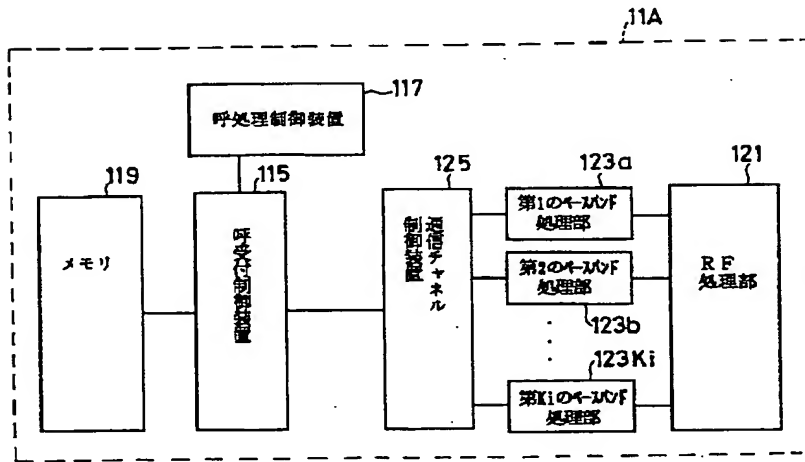 11A
117
呼処理制御装置
119
115
125
123a
121
メモリ
呼受付制御装置
通信チャネル
制御装置
第1のベースバンド
処理部
第2のベースバンド
処理部
123b
123Ki
第Kiのベースバンド
処理部
RF
処理部